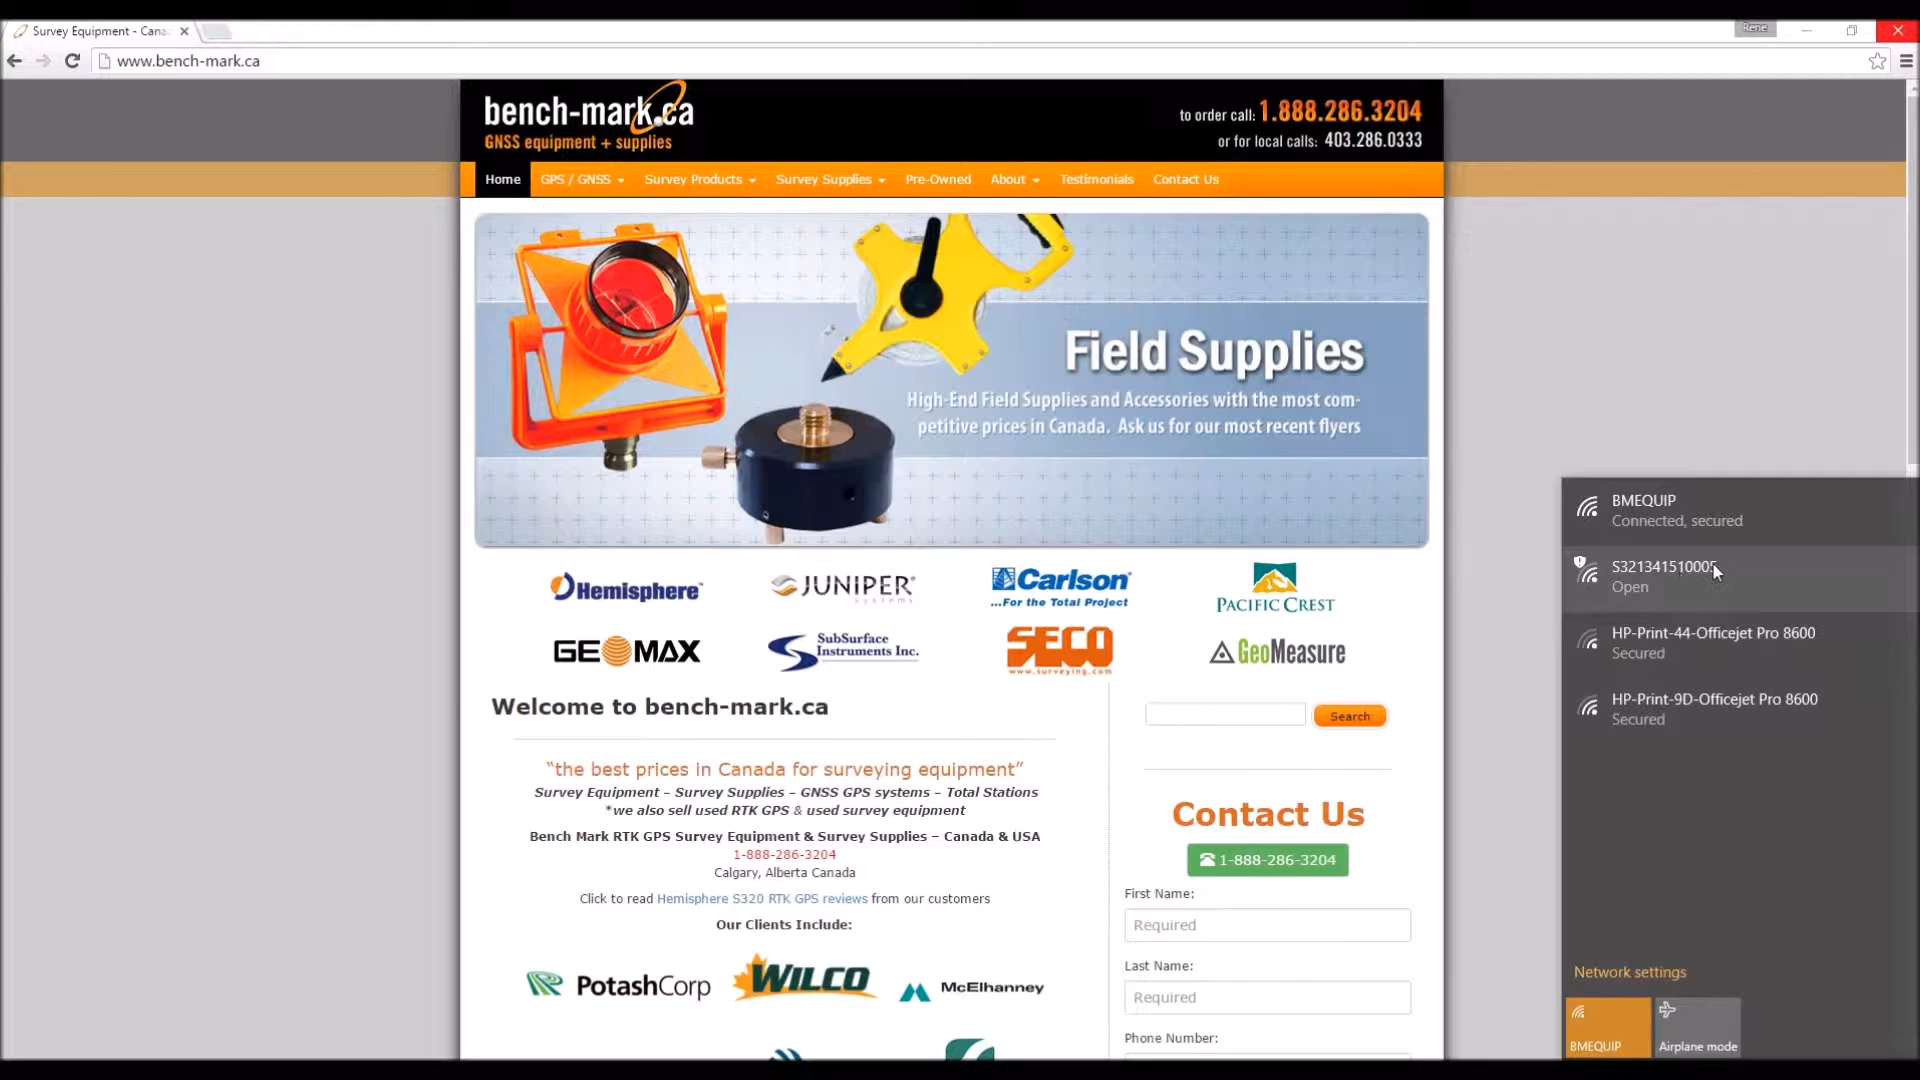 Survey Equipment - Cana
Rene
www.bench-mark.ca
bench-mark.ca
GNSS equipment + supplies
to order call: 1.888.286.3204
or for local calls: 403.286.0333
Home
GPS / GNSS
Survey Products
Survey Supplies
Pre-Owned
About
Testimonials
Contact Us
Field Supplies
High-End Field Supplies and Accessories with the most com-
petitive prices in Canada. Ask us for our most recent flyers
Hemisphere
JUNIPER
systems
Carlson
...For the Total Project
PACIFIC CREST
GEOMAX
SubSurface
Instruments Inc.
SECO
www.surveying.com
GeoMeasure
Welcome to bench-mark.ca
“the best prices in Canada for surveying equipment”
Survey Equipment – Survey Supplies – GNSS GPS systems – Total Stations
*we also sell used RTK GPS & used survey equipment
Bench Mark RTK GPS Survey Equipment & Survey Supplies – Canada & USA
1-888-286-3204
Calgary, Alberta Canada
Click to read Hemisphere S320 RTK GPS reviews from our customers
Our Clients Include:
PotashCorp
WILCO
McElhanney
Search
Contact Us
1-888-286-3204
First Name:
Required
Last Name:
Required
Phone Number:
BMEQUIP
Connected, secured
S321341510005
Open
HP-Print-44-Officejet Pro 8600
Secured
HP-Print-9D-Officejet Pro 8600
Secured
Network settings
BMEQUIP
Airplane mode